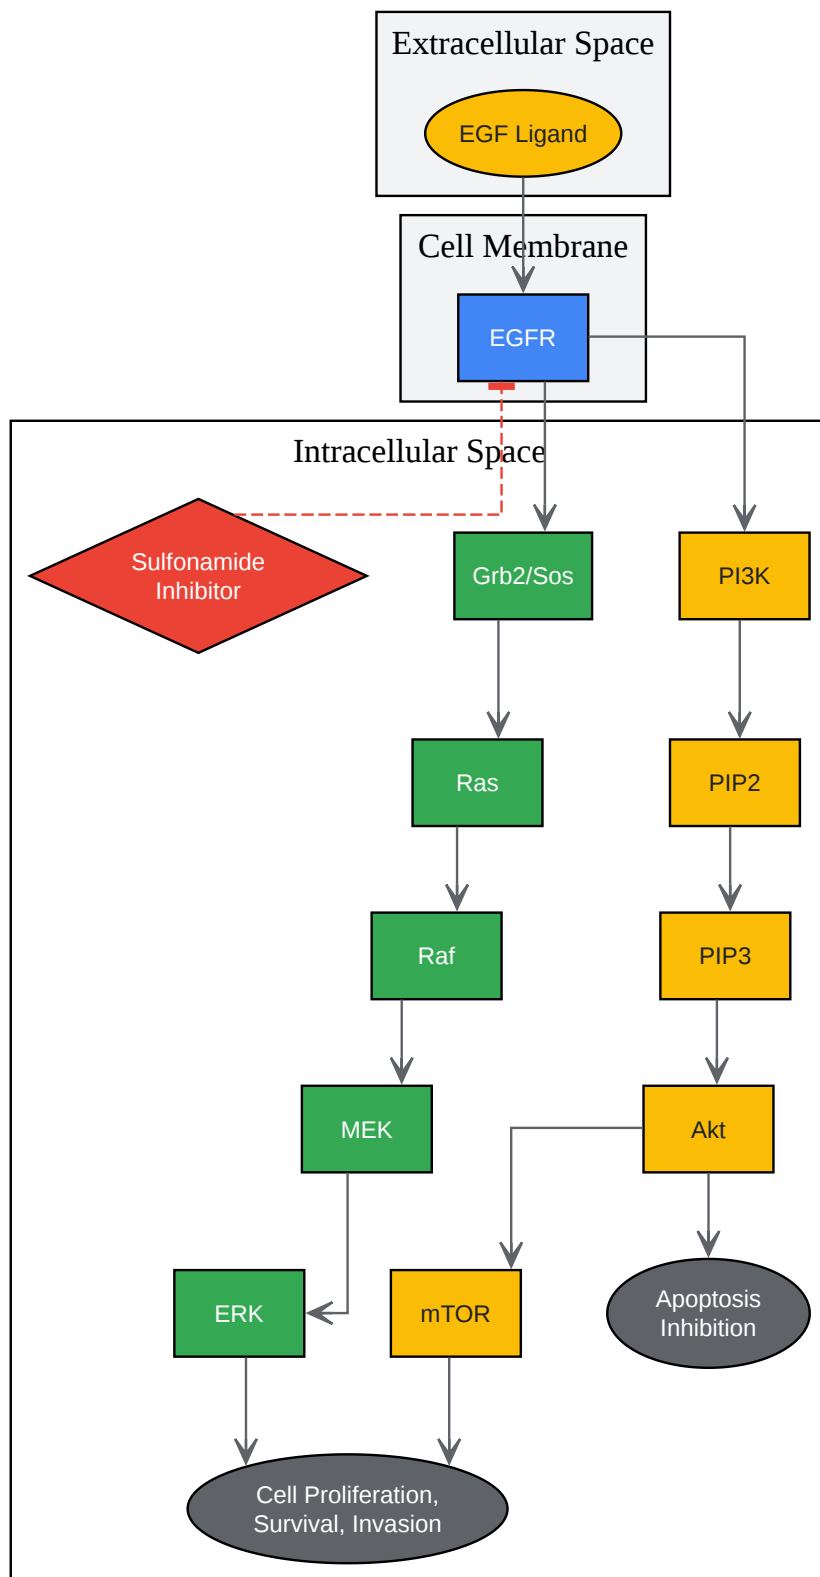 Extracellular Space
EGF Ligand
Cell Membrane
EGFR
Intracellular Space
Sulfonamide
Inhibitor
Grb2/Sos
PI3K
Ras
PIP2
Raf
PIP3
MEK
Akt
ERK
mTOR
Apoptosis
Inhibition
Cell Proliferation,
Survival, Invasion